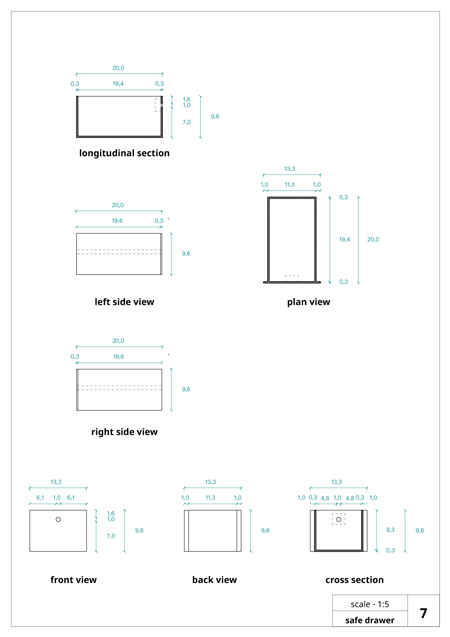 20,0
0,3 19,4 0,3
1,6
1,0
7,0
9,6
longitudinal section
13,3
1,0 11,3 1,0
0,3
19,4
20,0
0,3
plan view
20,0
19,6 0,3
9,6
left side view
20,0
0,3 19,6
9,6
right side view
13,3
6,1 1,0 6,1
1,6
1,0
7,0
9,6
front view
13,3
1,0 11,3 1,0
9,6
back view
13,3
1,0 0,3 4,8 1,0 4,8 0,3 1,0
9,3
9,6
0,3
cross section
scale - 1:5
safe drawer
7